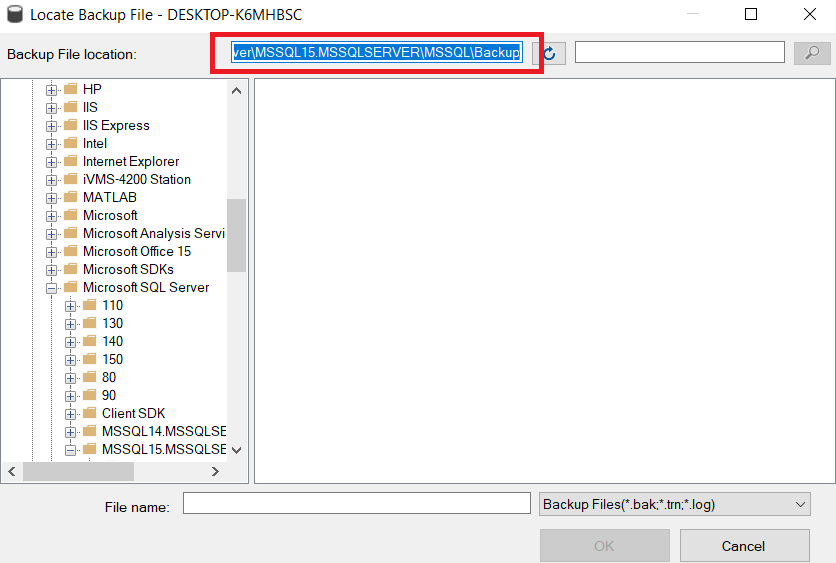 Locate Backup File - DESKTOP-K6MHBSC
Backup File location:
ver\MSSQL15.MSSQLSERVER\MSSQL\Backup
HP
IIS
IIS Express
Intel
Internet Explorer
iVMS-4200 Station
MATLAB
Microsoft
Microsoft Analysis Servi
Microsoft Office 15
Microsoft SDKs
Microsoft SQL Server
110
130
140
150
80
90
Client SDK
MSSQL14.MSSQLSE
MSSQL15.MSSQLSE
File name:
Backup Files(*.bak;*.trn;*.log)
OK
Cancel